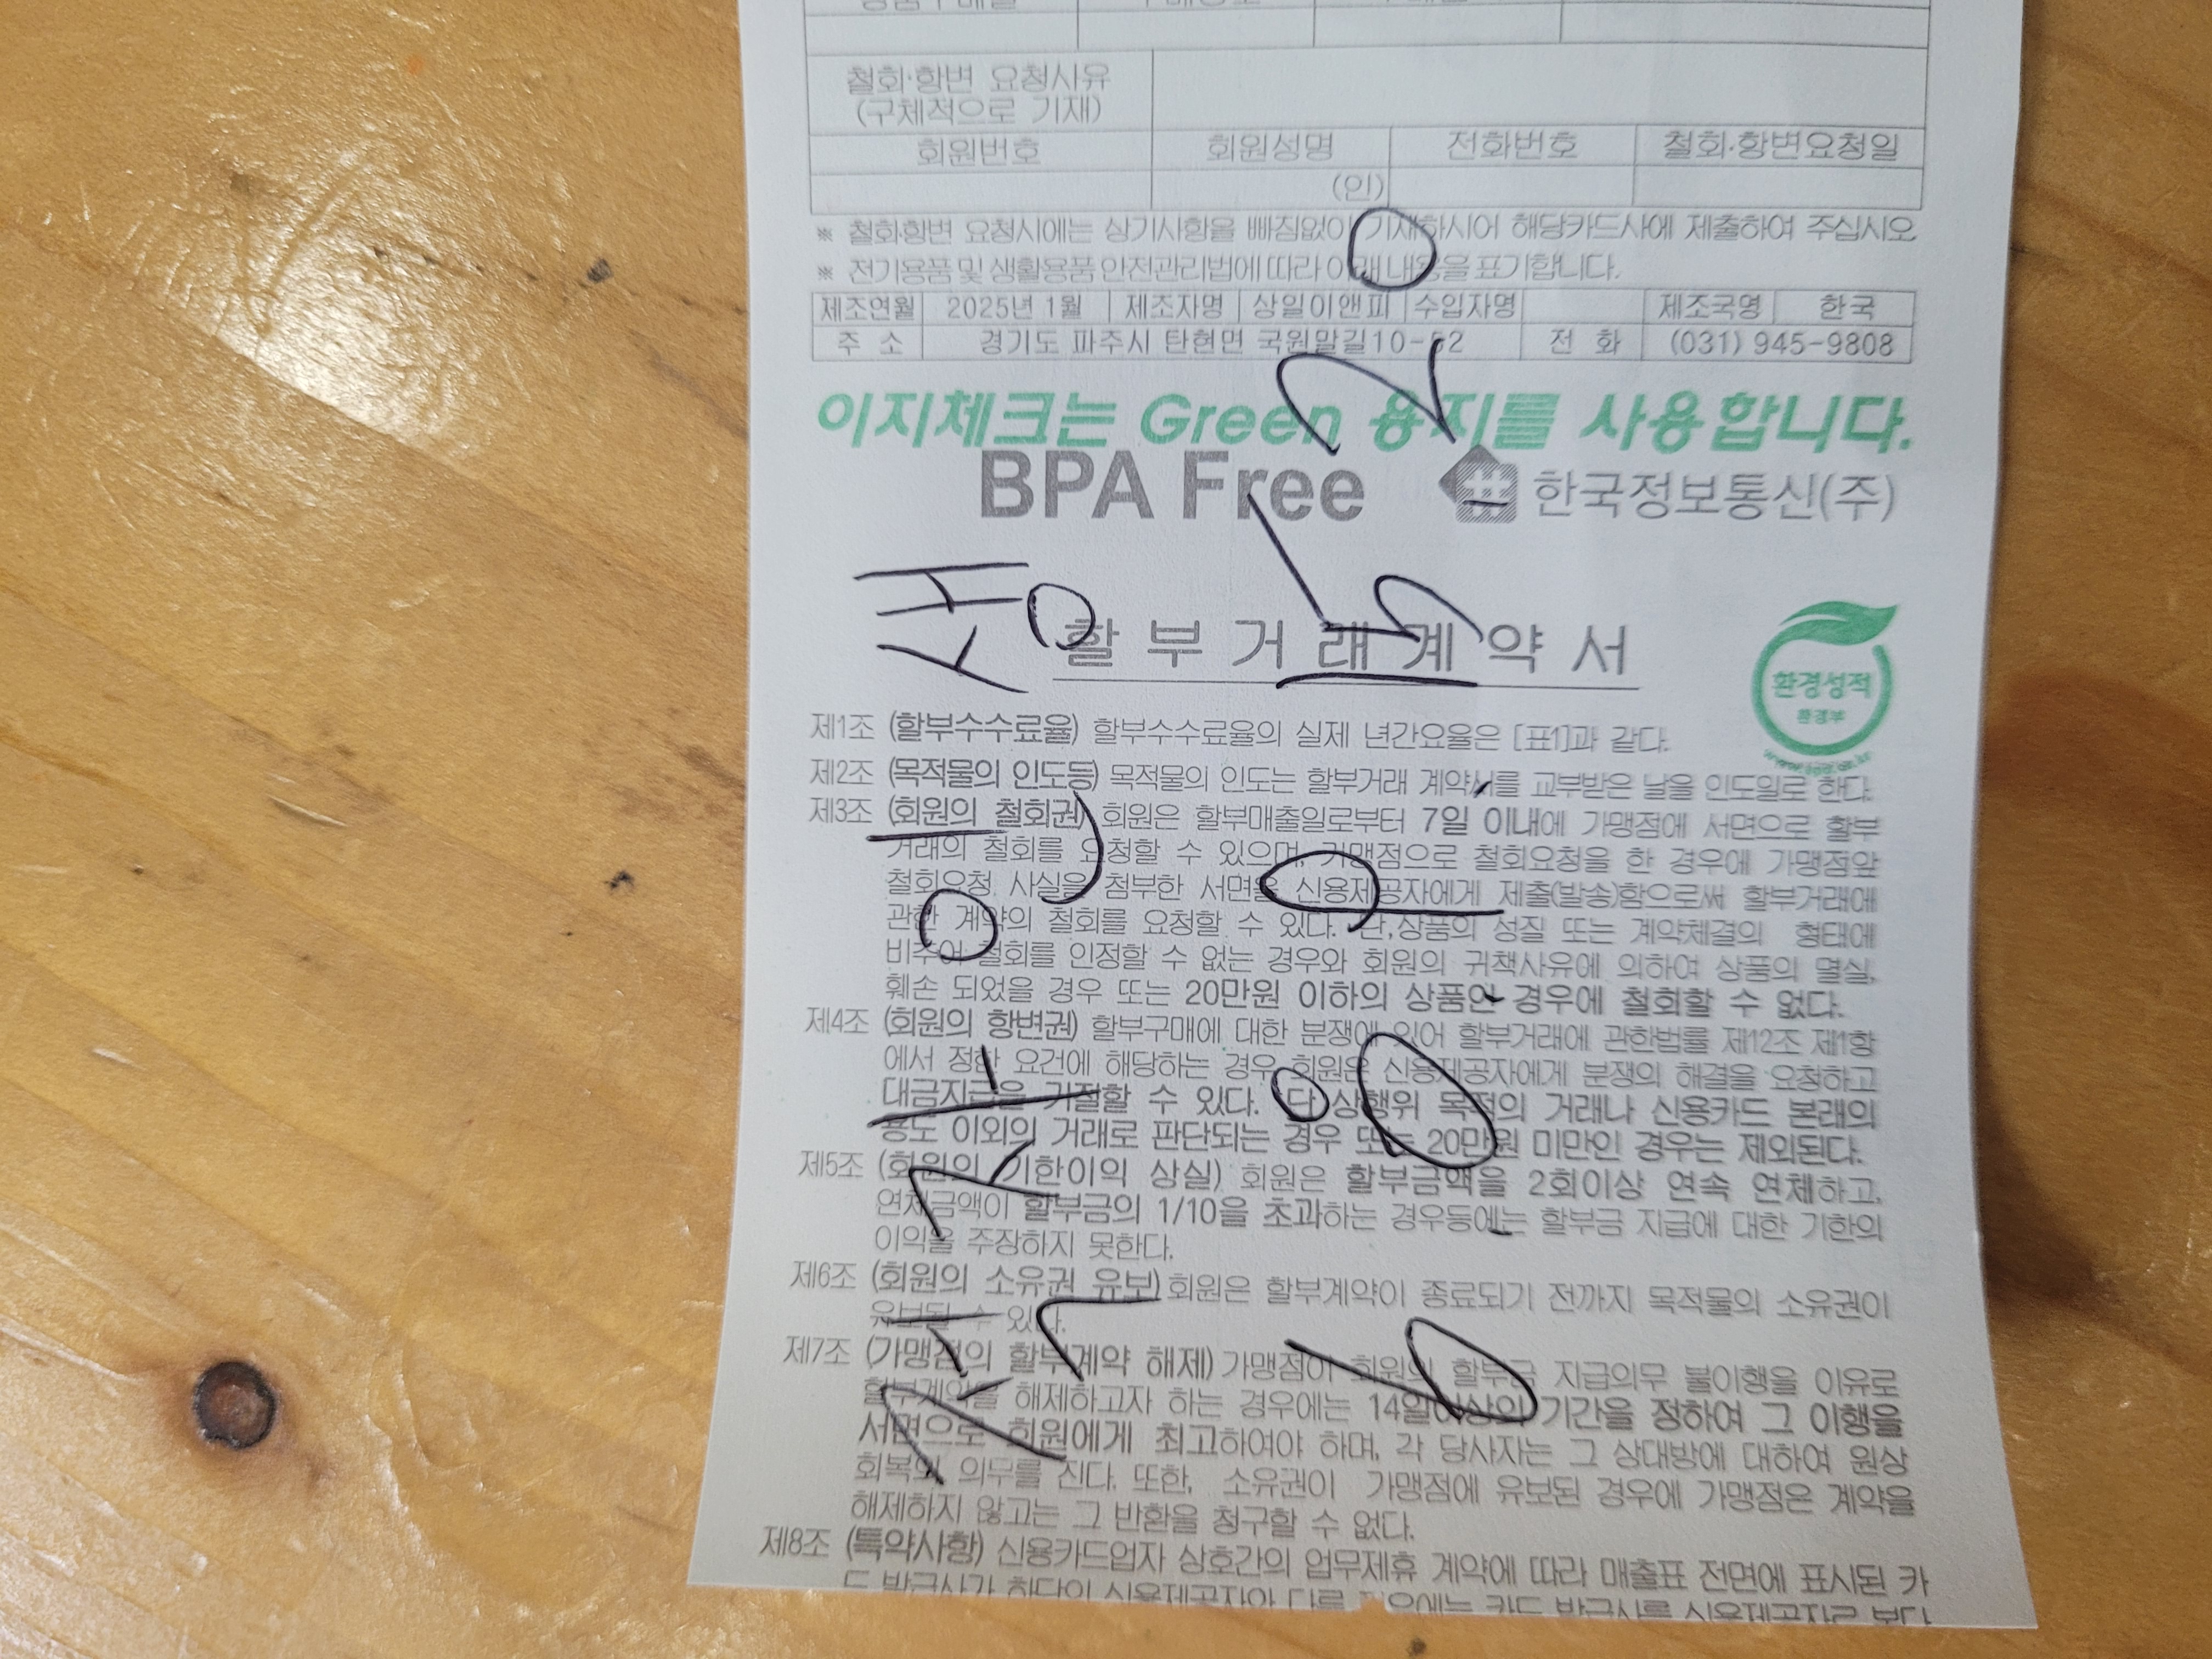 철회·항변 요청사유
(구체적으로 기재)
회원번호 회원성명 전화번호 철회·항변요청일
(인)
※ 철회·항변 요청시에는 상기사항을 빠짐없이 기재하시어 해당카드사에 제출하여 주십시오
※ 전기용품 및 생활용품 안전관리법에 따라 아래 내용을 표기합니다.
제조연월 2025년 1월 제조자명 상일이앤피 수입자명 제조국명 한국
주 소 경기도 파주시 탄현면 국원말길10-52 전 화 (031) 945-9808
이지체크는 Green 용지를 사용합니다.
BPA Free 한국정보통신(주)
할 부 거 래 계 약 서
환경성적
환경부
제1조 (할부수수료율) 할부수수료율의 실제 년간요율은 [표1]과 같다.
제2조 (목적물의 인도등) 목적물의 인도는 할부거래 계약서를 교부받은 날을 인도일로 한다.
제3조 (회원의 철회권) 회원은 할부매출일로부터 7일 이내에 가맹점에 서면으로 할부
거래의 철회를 요청할 수 있으며, 가맹점으로 철회요청을 한 경우에 가맹점앞
철회요청 사실을 첨부한 서면을 신용제공자에게 제출(발송)함으로써 할부거래에
관한 계약의 철회를 요청할 수 있다. 단,상품의 성질 또는 계약체결의 형태에
비추어 철회를 인정할 수 없는 경우와 회원의 귀책사유에 의하여 상품의 멸실,
훼손 되었을 경우 또는 20만원 이하의 상품인 경우에 철회할 수 없다.
제4조 (회원의 항변권) 할부구매에 대한 분쟁에 있어 할부거래에 관한법률 제12조 제1항
에서 정한 요건에 해당하는 경우 회원은 신용제공자에게 분쟁의 해결을 요청하고
대금지급을 거절할 수 있다. 단 상행위 목적의 거래나 신용카드 본래의
용도 이외의 거래로 판단되는 경우 또는 20만원 미만인 경우는 제외된다.
제5조 (회원의 기한이익 상실) 회원은 할부금액을 2회이상 연속 연체하고,
연체금액이 할부금의 1/10을 초과하는 경우등에는 할부금 지급에 대한 기한의
이익을 주장하지 못한다.
제6조 (회원의 소유권 유보) 회원은 할부계약이 종료되기 전까지 목적물의 소유권이
유보될 수 있다.
제7조 (가맹점의 할부계약 해제) 가맹점이 회원의 할부금 지급의무 불이행을 이유로
할부계약을 해제하고자 하는 경우에는 14일이상의 기간을 정하여 그 이행을
서면으로 회원에게 최고하여야 하며, 각 당사자는 그 상대방에 대하여 원상
회복의 의무를 진다. 또한, 소유권이 가맹점에 유보된 경우에 가맹점은 계약을
해제하지 않고는 그 반환을 청구할 수 없다.
제8조 (특약사항) 신용카드업자 상호간의 업무제휴 계약에 따라 매출표 전면에 표시된 카